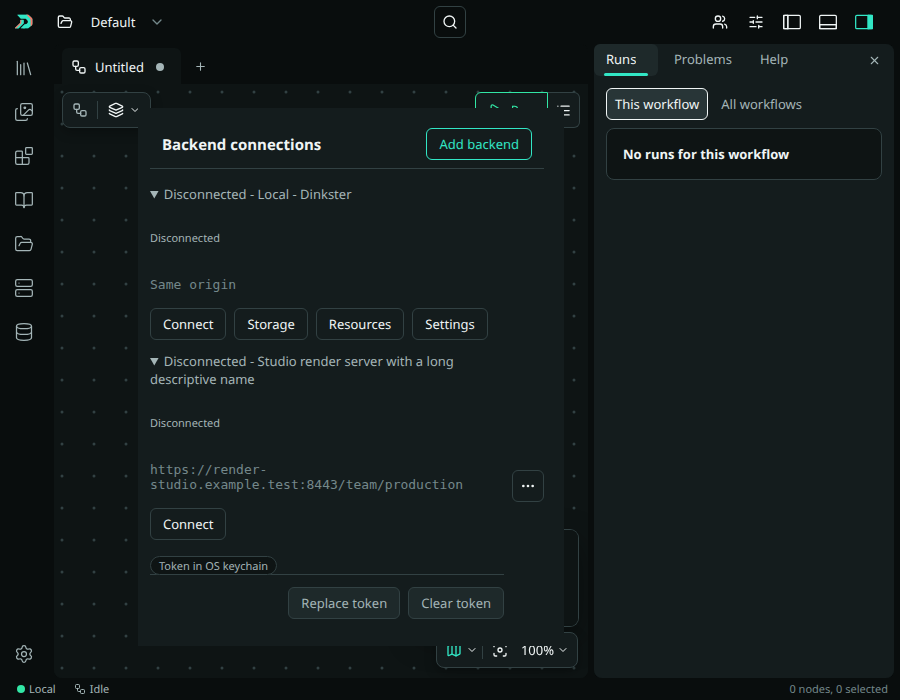 Default
Untitled
Backend connections
Add backend
Disconnected - Local - Dinkster
Disconnected
Same origin
Connect
Storage
Resources
Settings
Disconnected - Studio render server with a long
descriptive name
Disconnected
https://render-
studio.example.test:8443/team/production
Connect
Token in OS keychain
Replace token
Clear token
100%
Runs
Problems
Help
This workflow
All workflows
No runs for this workflow
Local
Idle
0 nodes, 0 selected